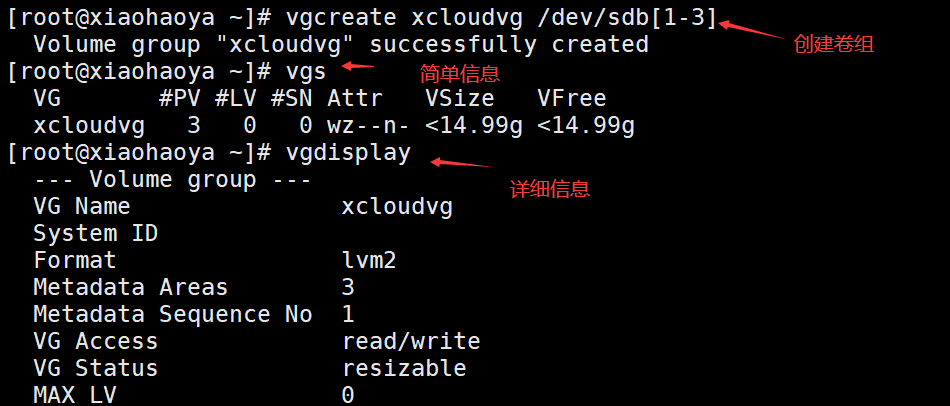 [root@xiaohaoya ~]# vgcreate xcloudvg /dev/sdb[1-3] 创建卷组
Volume group "xcloudvg" successfully created
[root@xiaohaoya ~]# vgs 简单信息
VG #PV #LV #SN Attr VSize VFree
xcloudvg 3 0 0 wz--n- <14.99g <14.99g
[root@xiaohaoya ~]# vgdisplay
详细信息
--- Volume group ---
VG Name xcloudvg
System ID
Format lvm2
Metadata Areas 3
Metadata Sequence No 1
VG Access read/write
VG Status resizable
MAX LV 0